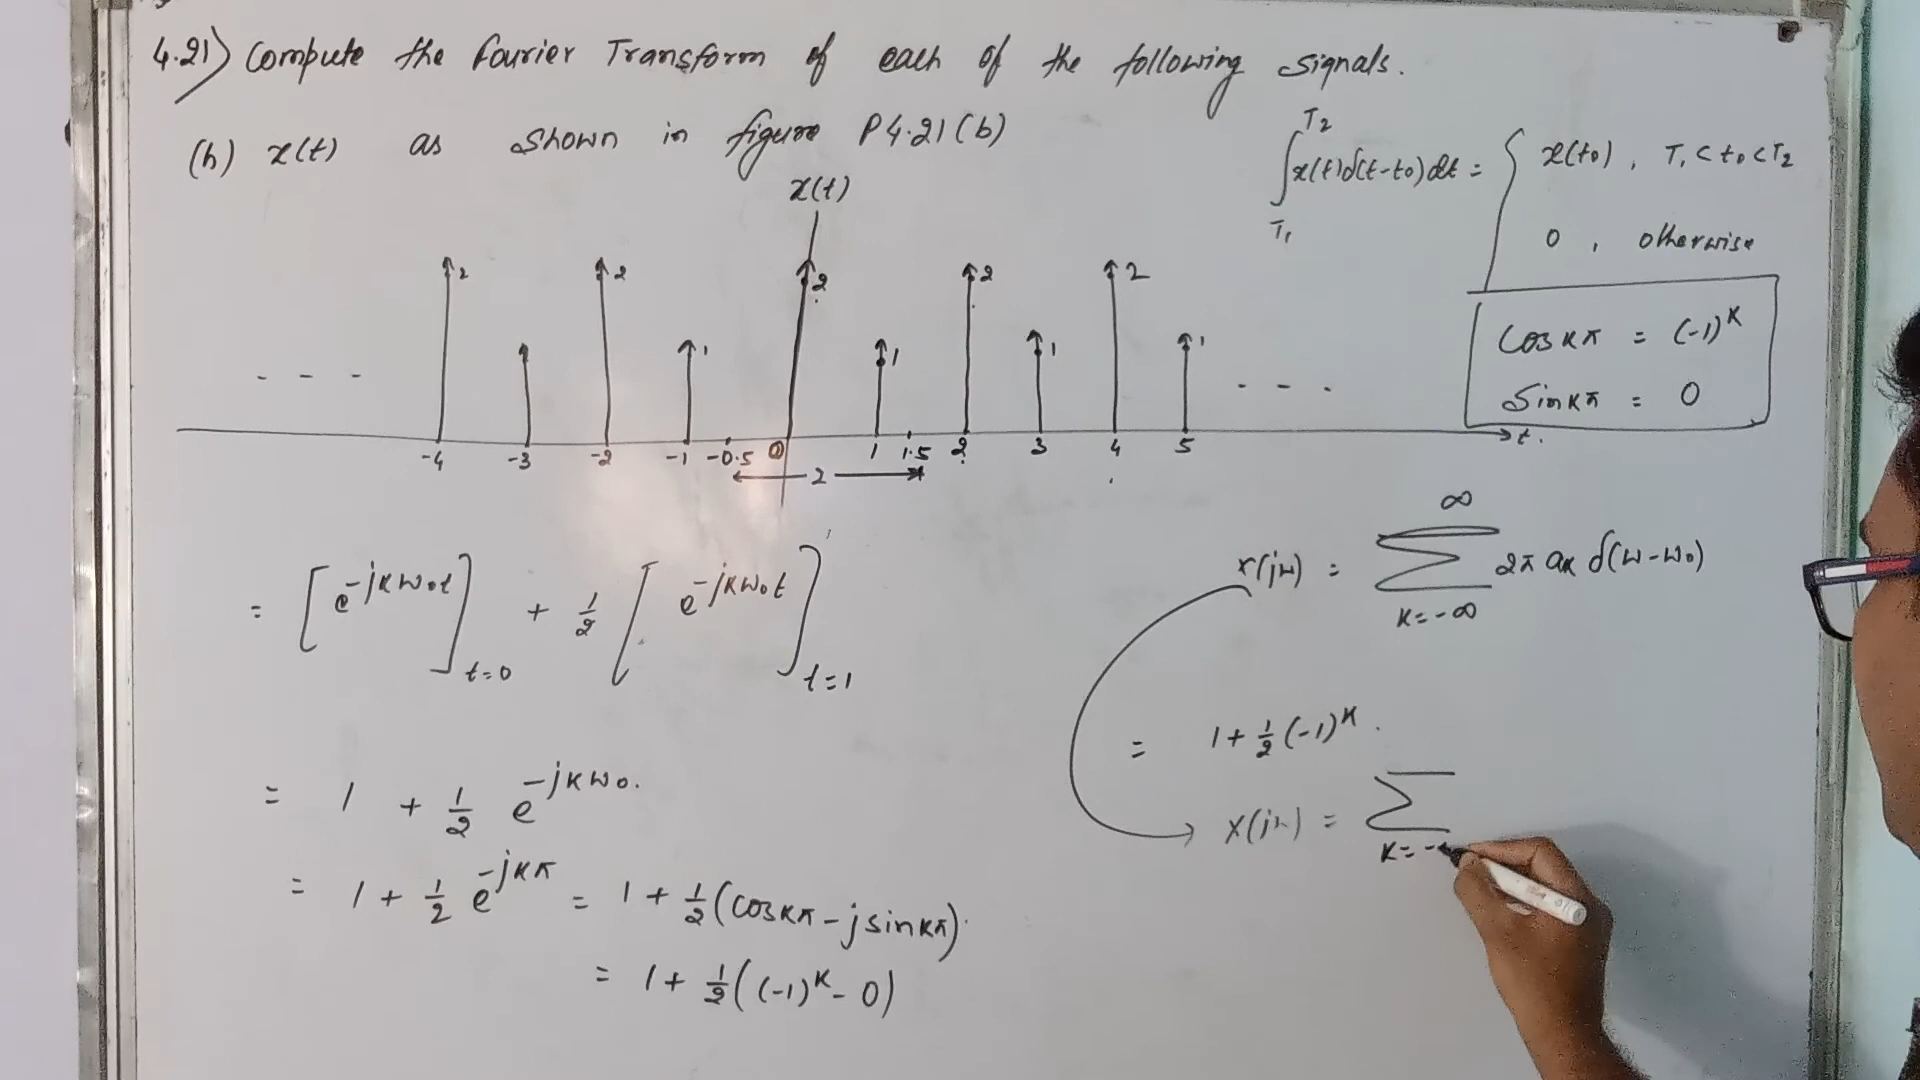 4.21) Compute the Fourier Transform of each of the following signals.
(h) x(t) as shown in figure P4.21(b)
∫_{T1}^{T2} x(t)δ(t-t0)dt = { x(t0), T1 < t0 < T2
0, otherwise
x(t)
2 2 2 1 1 2 1 2 1
- - - - - -
cos kπ = (-1)^k
sin kπ = 0
-4 -3 -2 -1 -0.5 0 1 1.5 2 3 4 5 t.
2
= [e^{-jkω0t}]_{t=0} + 1/2 [e^{-jkω0t}]_{t=1}
= 1 + 1/2 e^{-jkω0}.
= 1 + 1/2 e^{-jkπ} = 1 + 1/2 (cos kπ - j sin kπ).
= 1 + 1/2 ((-1)^k - 0)
x(jω) = Σ_{k=-∞}^{∞} 2π ak δ(ω-ω0)
= 1 + 1/2 (-1)^k.
x(jω) = Σ
k = -